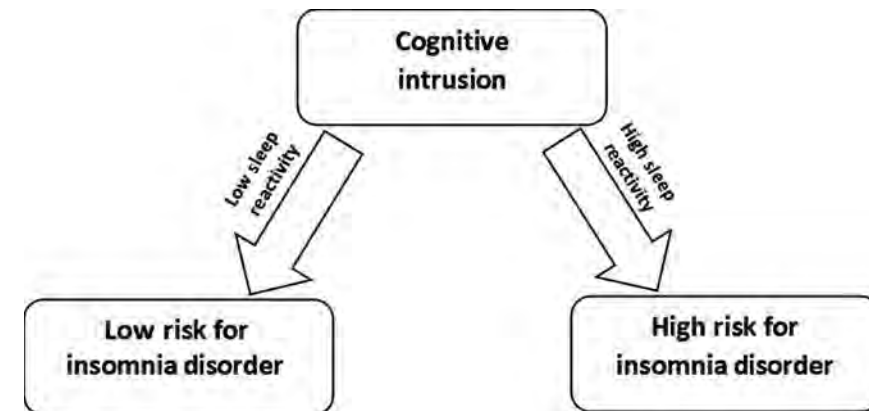 Cognitive
intrusion
Low sleep
reactivity
High sleep
reactivity
Low risk for
insomnia disorder
High risk for
insomnia disorder